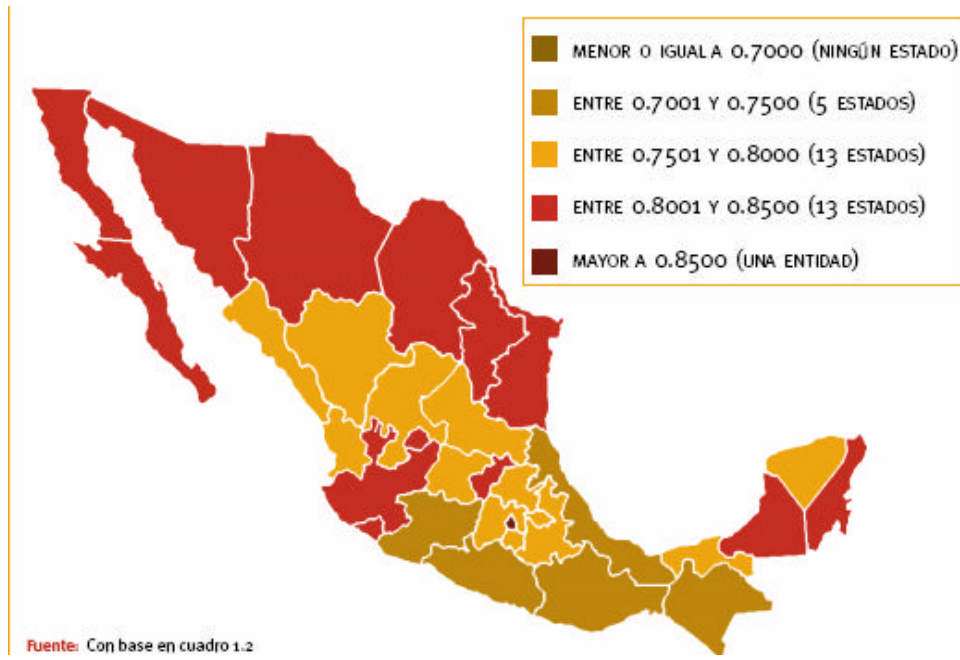 MENOR O IGUAL A 0.7000 (NINGÚN ESTADO)
ENTRE 0.7001 Y 0.7500 (5 ESTADOS)
ENTRE 0.7501 Y 0.8000 (13 ESTADOS)
ENTRE 0.8001 Y 0.8500 (13 ESTADOS)
MAYOR A 0.8500 (UNA ENTIDAD)
Fuente: Con base en cuadro 1.2